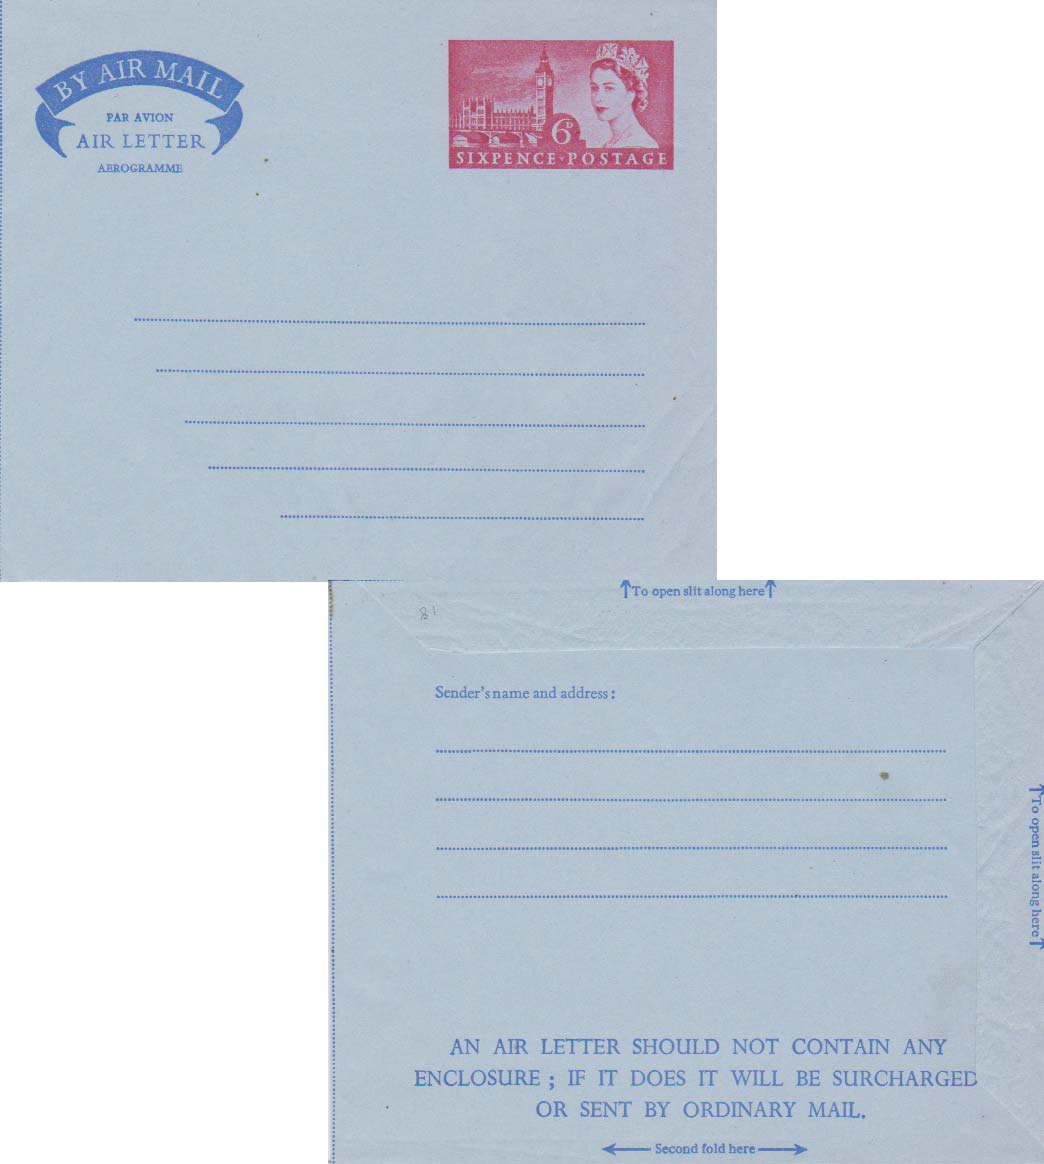 BY AIR MAIL
PAR AVION
AIR LETTER
AEROGRAMME
6D
SIXPENCE·POSTAGE
To open slit along here
81
Sender's name and address:
To open slit along here
AN AIR LETTER SHOULD NOT CONTAIN ANY
ENCLOSURE; IF IT DOES IT WILL BE SURCHARGED
OR SENT BY ORDINARY MAIL.
Second fold here